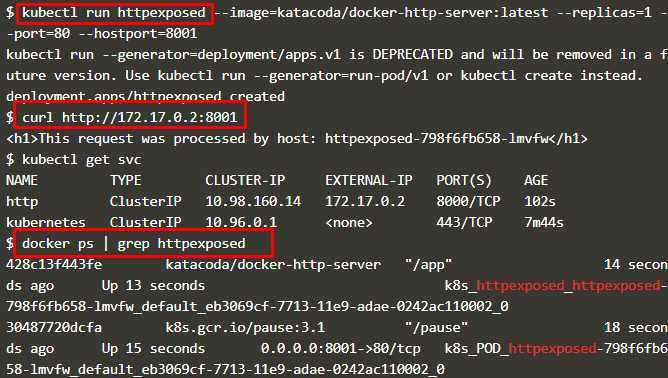 $ kubectl run httpexposed --image=katacoda/docker-http-server:latest --replicas=1 -
-port=80 --hostport=8001
kubectl run --generator=deployment/apps.v1 is DEPRECATED and will be removed in a f
uture version. Use kubectl run --generator=run-pod/v1 or kubectl create instead.
deployment.apps/httpexposed created
$ curl http://172.17.0.2:8001
<h1>This request was processed by host: httpexposed-798f6fb658-lmvfw</h1>
$ kubectl get svc
NAME TYPE CLUSTER-IP EXTERNAL-IP PORT(S) AGE
http ClusterIP 10.98.160.14 172.17.0.2 8000/TCP 102s
kubernetes ClusterIP 10.96.0.1 <none> 443/TCP 7m44s
$ docker ps | grep httpexposed
428c13f443fe katacoda/docker-http-server "/app" 14 secon
ds ago Up 13 seconds k8s_httpexposed_httpexposed-
798f6fb658-lmvfw_default_eb3069cf-7713-11e9-adae-0242ac110002_0
30487720dcfa k8s.gcr.io/pause:3.1 "/pause" 18 secon
ds ago Up 15 seconds 0.0.0.0:8001->80/tcp k8s_POD_httpexposed-798f6fb6
58-lmvfw_default_eb3069cf-7713-11e9-adae-0242ac110002_0